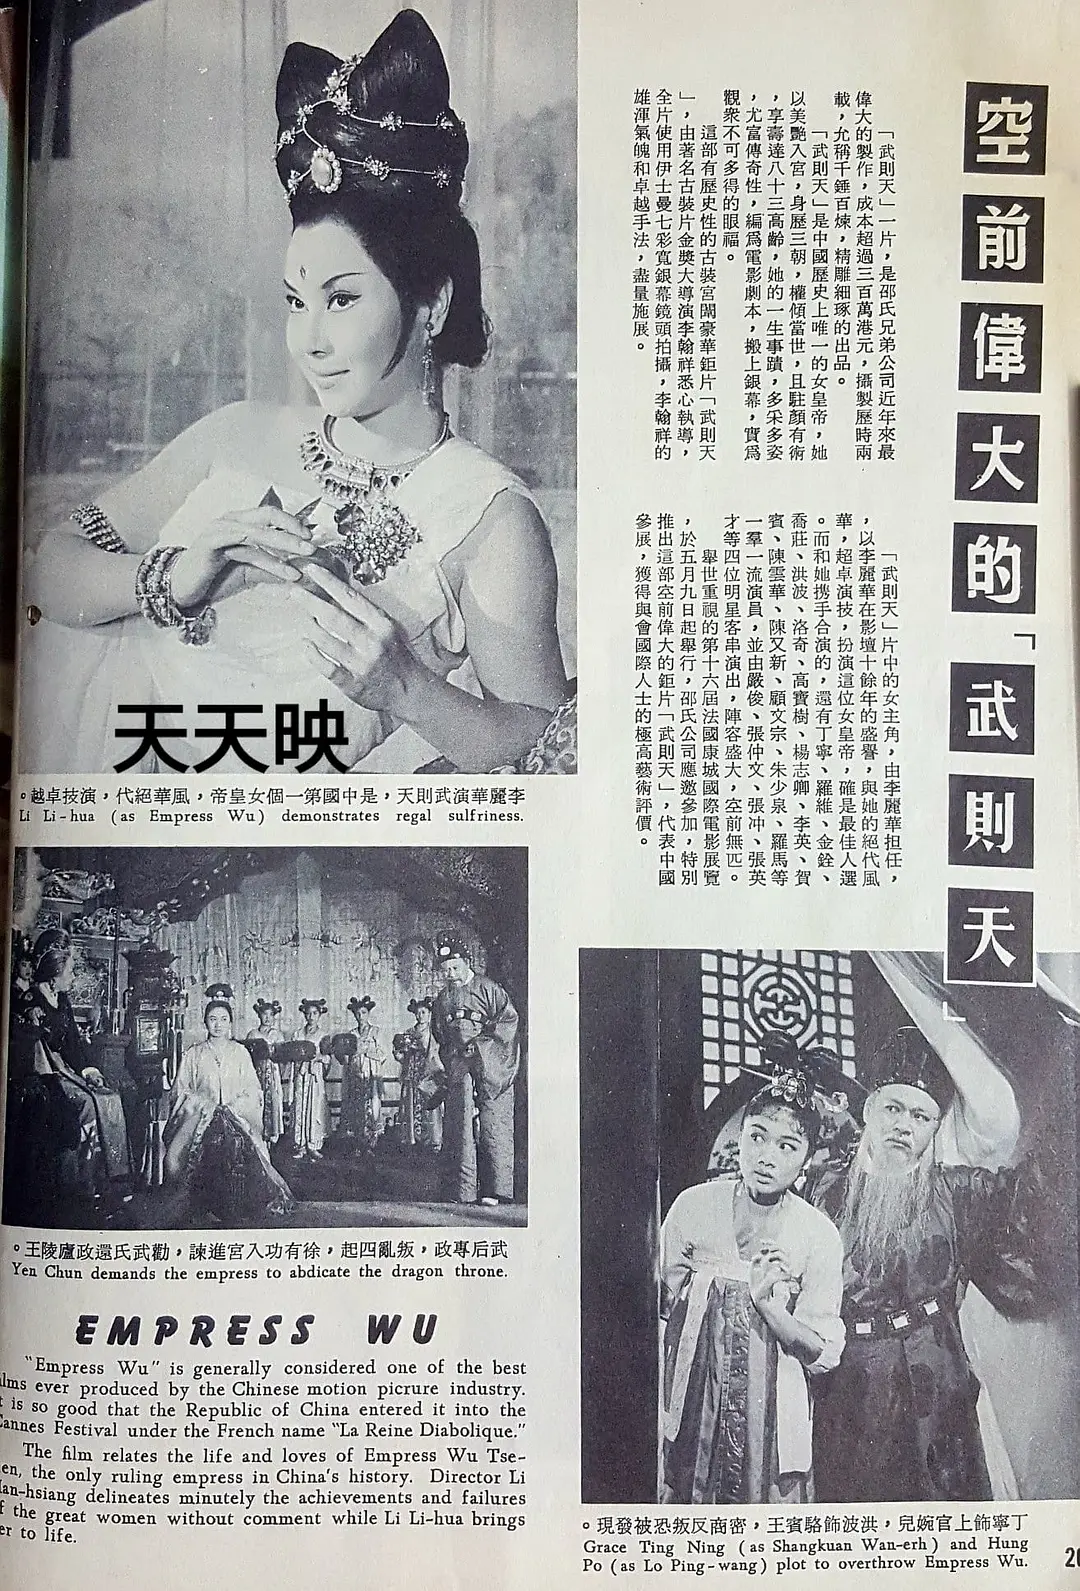 空前偉大的「武則天」
「武則天」一片，是邵氏兄弟公司近年來最
偉大的製作，成本超過三百萬港元，攝製歷時兩
載，允稱千錘百煉，精雕細琢的出品。
「武則天」是中國歷史上唯一的女皇帝，她
以美艷入宮，身歷三朝，權傾當世，且駐顏有術
，享壽達八十三高齡，她的一生事蹟，多采多姿
，尤富傳奇性，編爲電影劇本，搬上銀幕，實爲
觀衆不可多得的眼福。
這部有歷史性的古裝宮闈豪華鉅片「武則天
」，由著名古裝片金獎大導演李翰祥悉心執導，
全片使用伊士曼七彩寬銀幕鏡頭拍攝，李翰祥的
雄渾氣魄和卓越手法，盡量施展。
「武則天」片中的女主角，由李麗華担任，
，以李麗華在影壇十餘年的盛譽，與她的絕代風
華，超卓演技，扮演這位女皇帝，確是最佳人選
。而和她携手合演的，還有丁寧、羅維、金銓、
喬莊、洪波、洛奇、高寶樹、楊志卿、李英、賀
賓、陳雲華、陳又新、顧文宗、朱少泉、羅馬等
一羣一流演員，並由嚴俊、張仲文、張冲、張英
才等四位明星客串演出，陣容盛大，空前無匹。
舉世重視的第十六屆法國康城國際電影展覽
，於五月九日起舉行，邵氏公司應邀參加，特別
推出這部空前偉大的鉅片「武則天」，代表中國
參展，獲得與會國際人士的極高藝術評價。
天天映
。越卓技演，代絕華風，帝皇女個一第國中是，天則武演華麗李
Li Li-hua (as Empress Wu) demonstrates regal sulfriness.
。王陵廬政還氏武勸，諫進宮入功有徐，起四亂叛，政專后武
Yen Chun demands the empress to abdicate the dragon throne.
EMPRESS WU
"Empress Wu" is generally considered one of the best
lms ever produced by the Chinese motion picrure industry.
t is so good that the Republic of China entered it into the
Cannes Festival under the French name "La Reine Diabolique."
The film relates the life and loves of Empress Wu Tse-
en, the only ruling empress in China's history. Director Li
an-hsiang delineates minutely the achievements and failures
f the great women without comment while Li Li-hua brings
er to life.
。現發被恐叛反商密，王賓駱飾波洪，兒婉官上飾寧丁
Grace Ting Ning (as Shangkuan Wan-erh) and Hung
Po (as Lo Ping-wang) plot to overthrow Empress Wu.